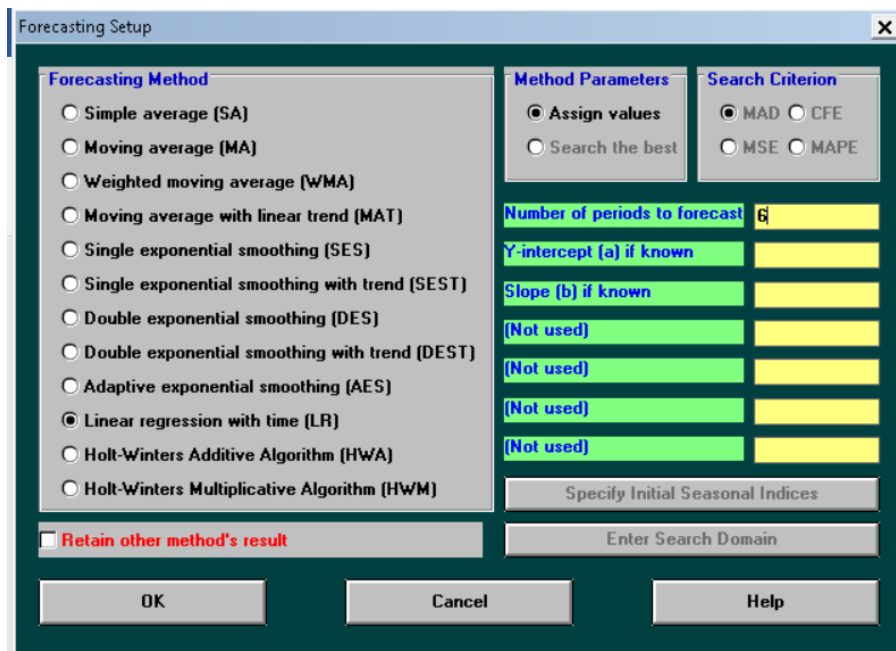 Forecasting Setup
Forecasting Method
Simple average (SA)
Moving average (MA)
Weighted moving average (WMA)
Moving average with linear trend (MAT)
Single exponential smoothing (SES)
Single exponential smoothing with trend (SEST)
Double exponential smoothing (DES)
Double exponential smoothing with trend (DEST)
Adaptive exponential smoothing (AES)
Linear regression with time (LR)
Holt-Winters Additive Algorithm (HWA)
Holt-Winters Multiplicative Algorithm (HWM)
Retain other method's result
Method Parameters
Assign values
Search the best
Search Criterion
MAD CFE
MSE MAPE
Number of periods to forecast 6
Y-intercept (a) if known
Slope (b) if known
(Not used)
(Not used)
(Not used)
(Not used)
Specify Initial Seasonal Indices
Enter Search Domain
OK Cancel Help